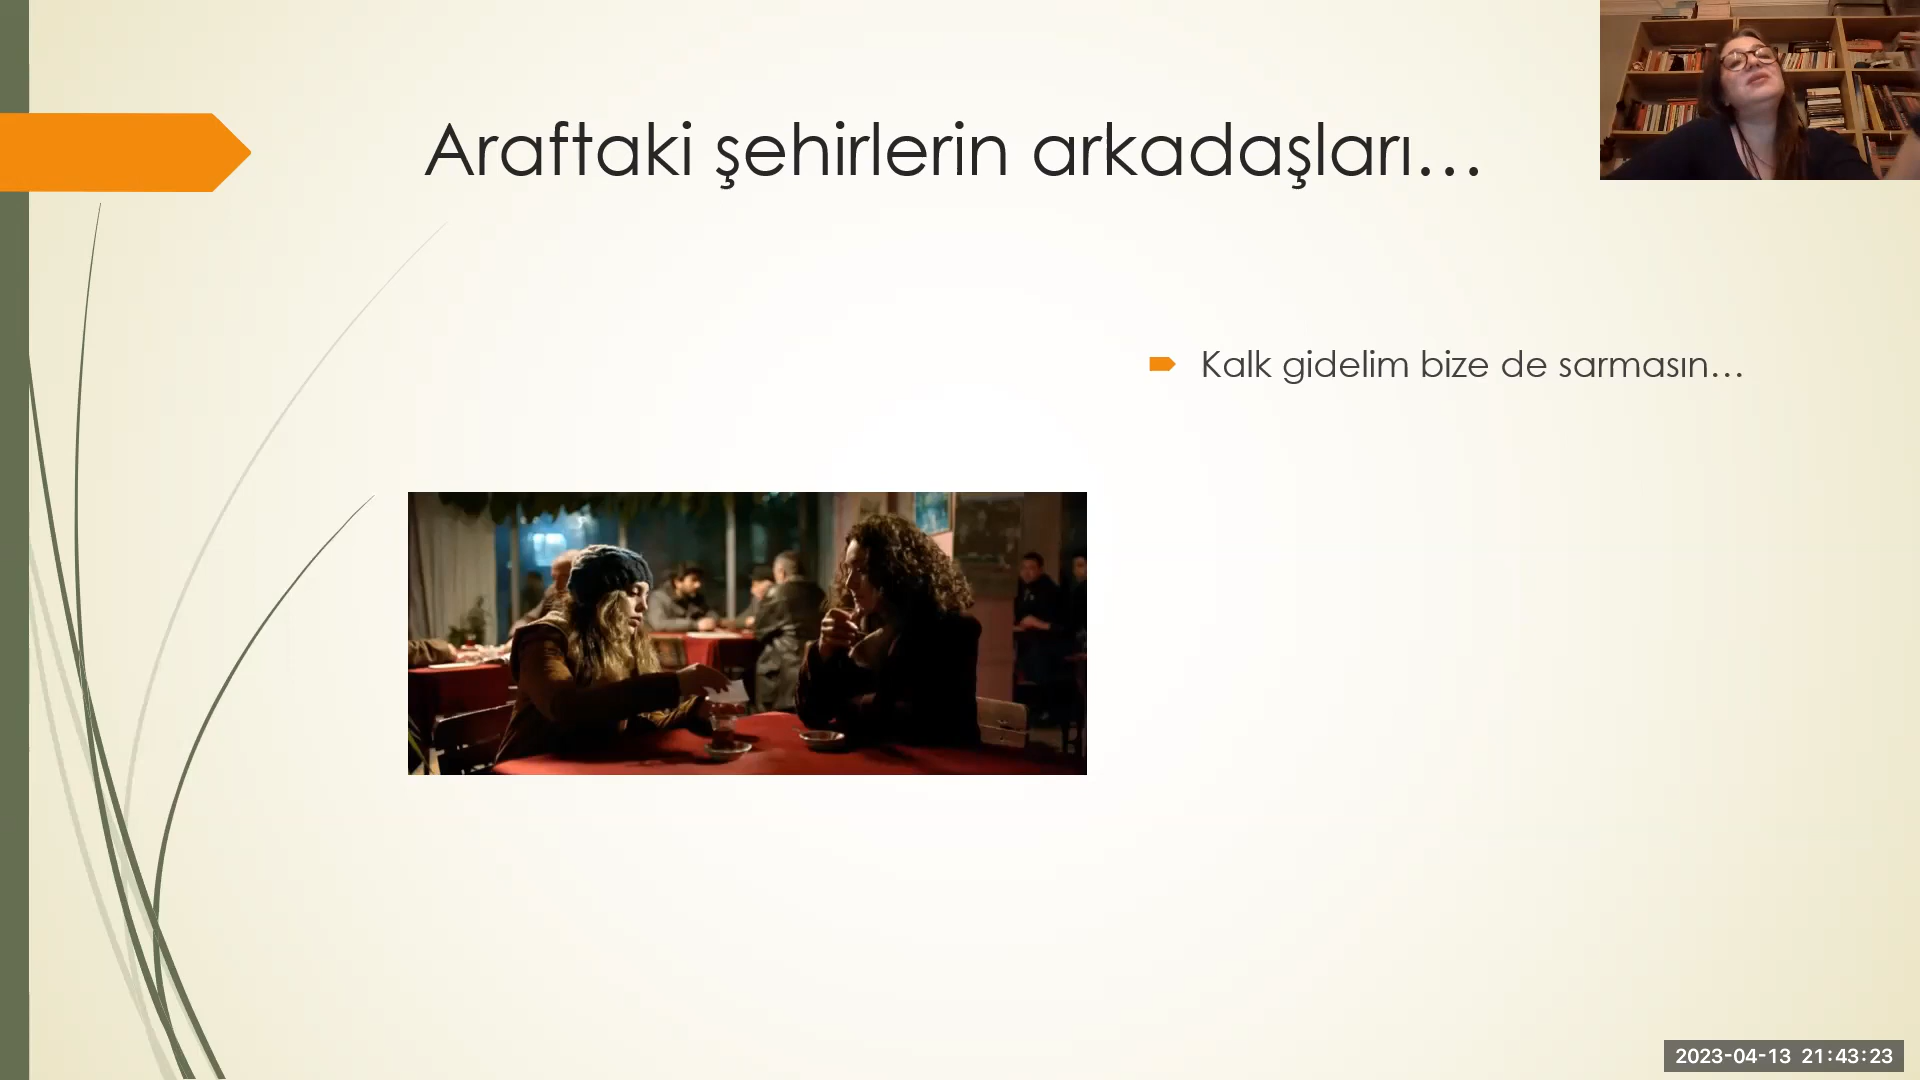 Araftaki şehirlerin arkadaşları…
Kalk gidelim bize de sarmasın…
2023-04-13 21:43:23